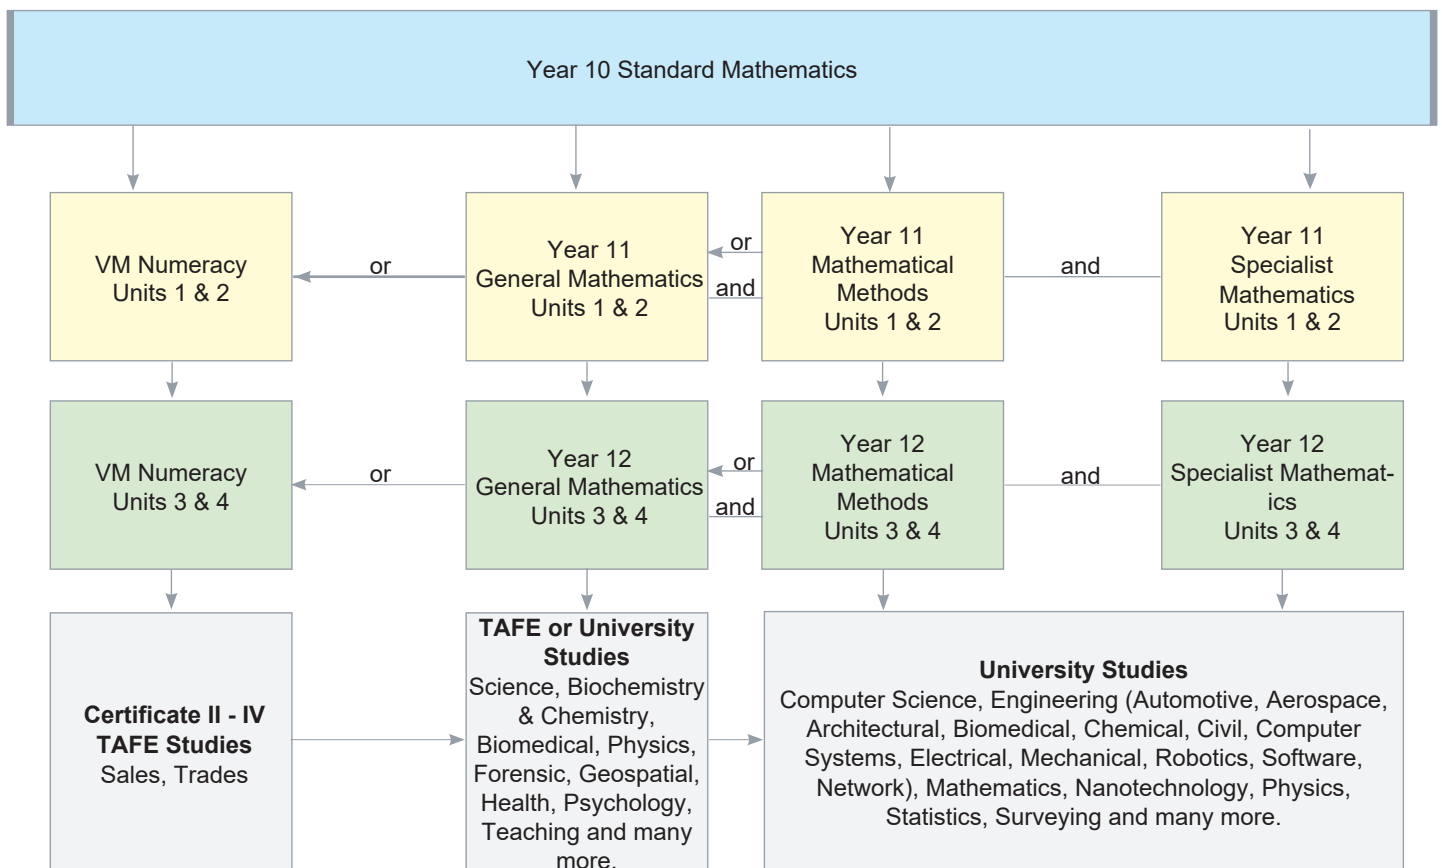 Year 10 Standard Mathematics
VM Numeracy
Units 1 & 2
or
Year 11
General Mathematics
Units 1 & 2
or
and
Year 11
Mathematical
Methods
Units 1 & 2
and
Year 11
Specialist
Mathematics
Units 1 & 2
VM Numeracy
Units 3 & 4
or
Year 12
General Mathematics
Units 3 & 4
or
and
Year 12
Mathematical
Methods
Units 3 & 4
and
Year 12
Specialist Mathemat-
ics
Units 3 & 4
Certificate II - IV
TAFE Studies
Sales, Trades
TAFE or University
Studies
Science, Biochemistry
& Chemistry,
Biomedical, Physics,
Forensic, Geospatial,
Health, Psychology,
Teaching and many
more.
University Studies
Computer Science, Engineering (Automotive, Aerospace,
Architectural, Biomedical, Chemical, Civil, Computer
Systems, Electrical, Mechanical, Robotics, Software,
Network), Mathematics, Nanotechnology, Physics,
Statistics, Surveying and many more.